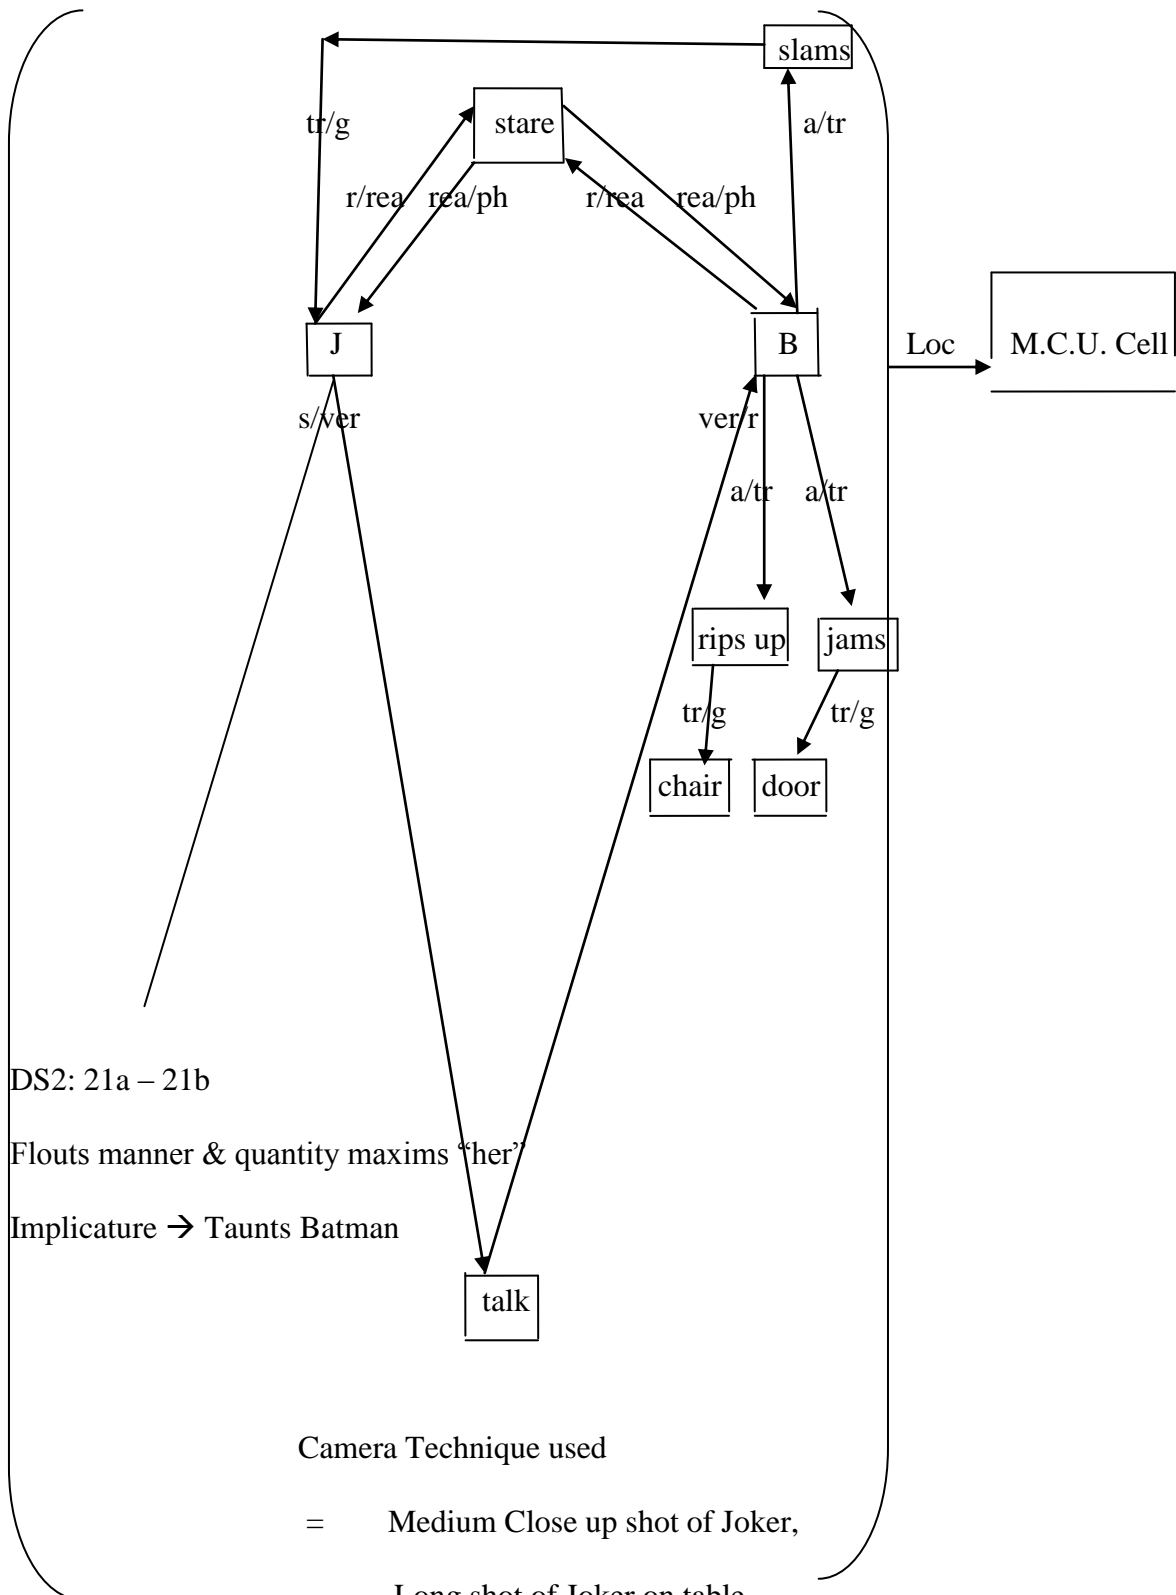 slams
tr/g
stare
a/tr
r/rea rea/ph r/rea rea/ph
J
B
Loc
M.C.U. Cell
s/ver
ver/r
a/tr a/tr
rips up
jams
tr/g
tr/g
chair
door
DS2: 21a – 21b
Flouts manner & quantity maxims “her”
Implicature → Taunts Batman
talk
Camera Technique used
= Medium Close up shot of Joker,
Long shot of Joker on table